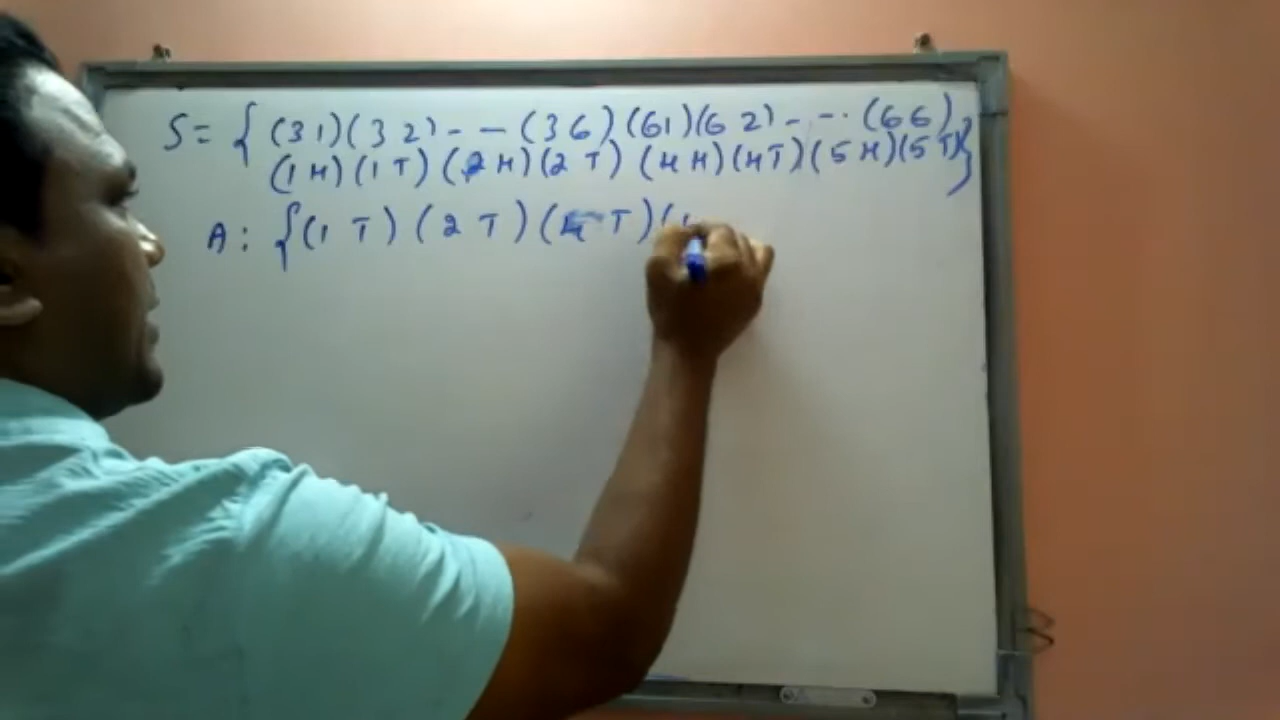 S = { (3 1) (3 2) - - (3 6) (6 1) (6 2) - - . (6 6)
(1 H) (1 T) (2 H) (2 T) (4 H) (4 T) (5 H) (5 T) }
A : { (1 T) (2 T) (4 T) (